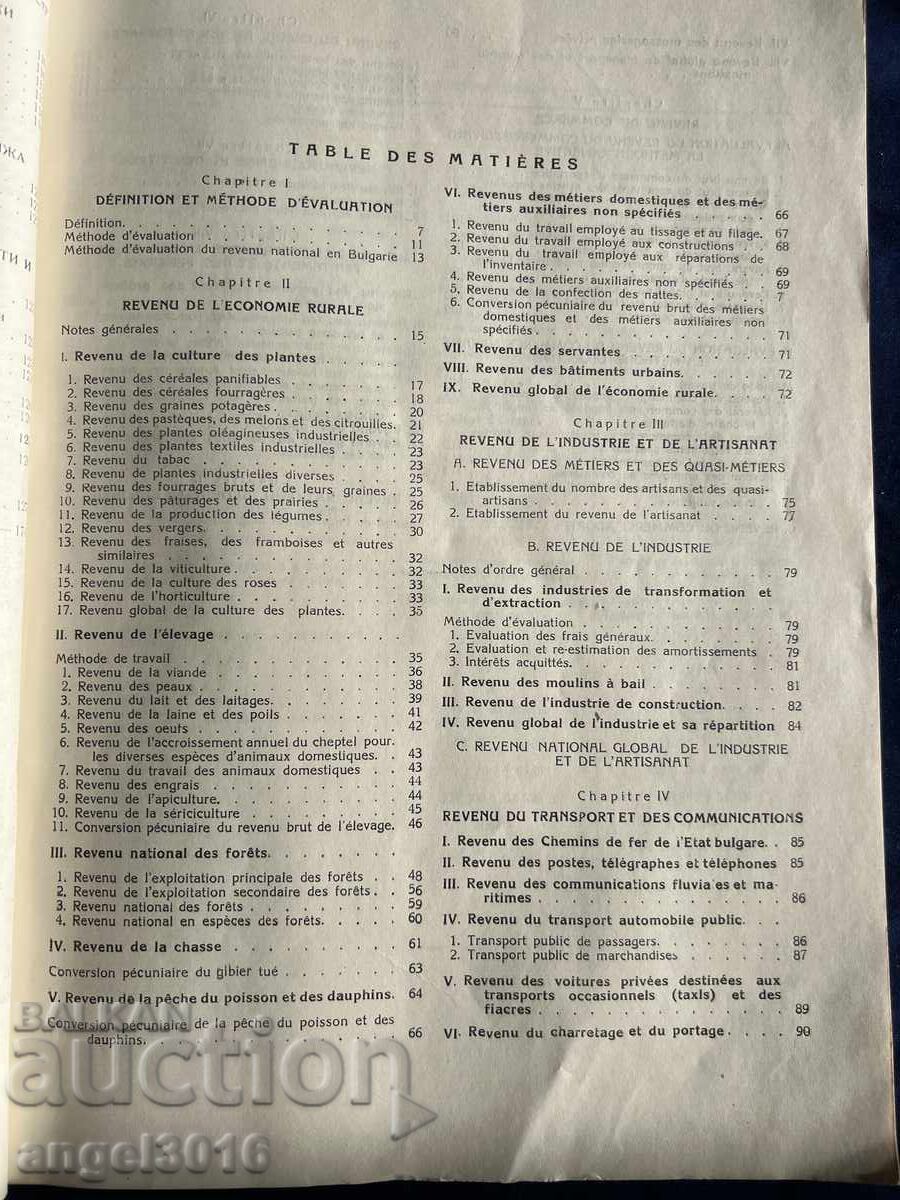 TABLE DES MATIÈRES
Chapitre I
DÉFINITION ET MÉTHODE D'ÉVALUATION
Définition. . . . . . . . . . . . 7
Méthode d'évaluation . . . . . . . . . 11
Méthode d'évaluation du revenu national en Bulgarie 13
Chapitre II
REVENU DE L'ECONOMIE RURALE
Notes générales . . . . . . . . . . . 15
I. Revenu de la culture des plantes . . . .
1. Revenu des céréales panifiables . . . . . 17
2. Revenu des céréales fourragères . . . . . 18
3. Revenu des graines potagères. . . . . . 20
4. Revenu des pastèques, des melons et des citrouilles. 21
5. Revenu des plantes oléagineuses industrielles . . 22
6. Revenu des plantes textiles industrielles . . . 23
7. Revenu du tabac . . . . . . . . . 23
8. Revenu de plantes industrielles diverses . . . 25
9. Revenu des fourrages bruts et de leurs graines . 25
10. Revenu des pâturages et des prairies . . . . 26
11. Revenu de la production des légumes. . . . 27
12. Revenu des vergers. . . . . . . . . 30
13. Revenu des fraises, des framboises et autres
similaires . . . . . . . . . . . 32
14. Revenu de la viticulture . . . . . . . 32
15. Revenu de la culture des roses . . . . . 33
16. Revenu de l'horticulture . . . . . . . 33
17. Revenu global de la culture des plantes. . . . 35
II. Revenu de l'élevage . . . . . . . . .
Méthode de travail . . . . . . . . . . 35
1. Revenu de la viande . . . . . . . . 36
2. Revenu des peaux . . . . . . . . . 38
3. Revenu du lait et des laitages. . . . . . 39
4. Revenu de la laine et des poils . . . . . 41
5. Revenu des oeufs . . . . . . . . . 42
6. Revenu de l'accroissement annuel du cheptel pour
les diverses espèces d'animaux domestiques. . . 43
7. Revenu du travail des animaux domestiques . . 43
8. Revenu des engrais . . . . . . . . 44
9. Revenu de l'apiculture. . . . . . . . 44
10. Revenu de la sériciculture . . . . . . 45
11. Conversion pécuniaire du revenu brut de l'élevage. 46
III. Revenu national des forêts. . . . . . .
1. Revenu de l'exploitation principale des forêts . . 48
2. Revenu de l'exploitation secondaire des forêts. . 56
3. Revenu national des forêts . . . . . . 59
4. Revenu national en espèces des forêts. . . . 60
IV. Revenu de la chasse . . . . . . . . 61
Conversion pécuniaire du gibier tué . . . . . . 63
V. Revenu de la pêche du poisson et des dauphins. 64
Conversion pécuniaire de la pêche du poisson et des
dauphins. . . . . . . . . . . . . 66
VI. Revenus des métiers domestiques et des mé-
tiers auxiliaires non spécifiés . . . . . 66
1. Revenu du travail employé au tissage et au filage. 67
2. Revenu du travail employé aux constructions . . 68
3. Revenu du travail employé aux réparations de
l'inventaire. . . . . . . . . . . 69
4. Revenu des métiers auxiliaires non spécifiés . . 69
5. Revenu de la confection des nattes. . . . . 7
6. Conversion pécuniaire du revenu brut des métiers
domestiques et des métiers auxiliaires non
spécifiés. . . . . . . . . . . . 71
VII. Revenu des servantes . . . . . . . 71
VIII. Revenu des bâtiments urbains. . . . . 72
IX. Revenu global de l'économie rurale. . . . 72
Chapitre III
REVENU DE L'INDUSTRIE ET DE L'ARTISANAT
A. REVENU DES MÉTIERS ET DES QUASI-MÉTIERS
1. Etablissement du nombre des artisans et des quasi-
artisans. . . . . . . . . . . . 75
2. Etablissement du revenu de l'artisanat . . . . 77
B. REVENU DE L'INDUSTRIE
Notes d'ordre général . . . . . . . . . 79
I. Revenu des industries de transformation et
d'extraction . . . . . . . . . .
Méthode d'évaluation . . . . . . . . . 79
1. Evaluation des frais généraux. . . . . . 79
2. Evaluation et re-estimation des amortissements . 79
3. Intérêts acquittés. . . . . . . . . 81
II. Revenu des moulins à bail . . . . . . 81
III. Revenu de l'industrie de construction. . . . 82
IV. Revenu global de l'industrie et sa répartition 84
C. REVENU NATIONAL GLOBAL DE L'INDUSTRIE
ET DE L'ARTISANAT
Chapitre IV
REVENU DU TRANSPORT ET DES COMMUNICATIONS
I. Revenu des Chemins de fer de l'Etat bulgare. . 85
II. Revenu des postes, télégraphes et téléphones 85
III. Revenu des communications fluvia'es et ma-
ritimes . . . . . . . . . . . . 86
IV. Revenu du transport automobile public. . .
1. Transport public de passagers. . . . . . 86
2. Transport public de marchandises . . . . . 87
V. Revenu des voitures privées destinées aux
transports occasionnels (taxis) et des
fiacres . . . . . . . . . . . . 89
VI. Revenu du charretage et du portage . . . . 90
BALKAN
auction
angel3016